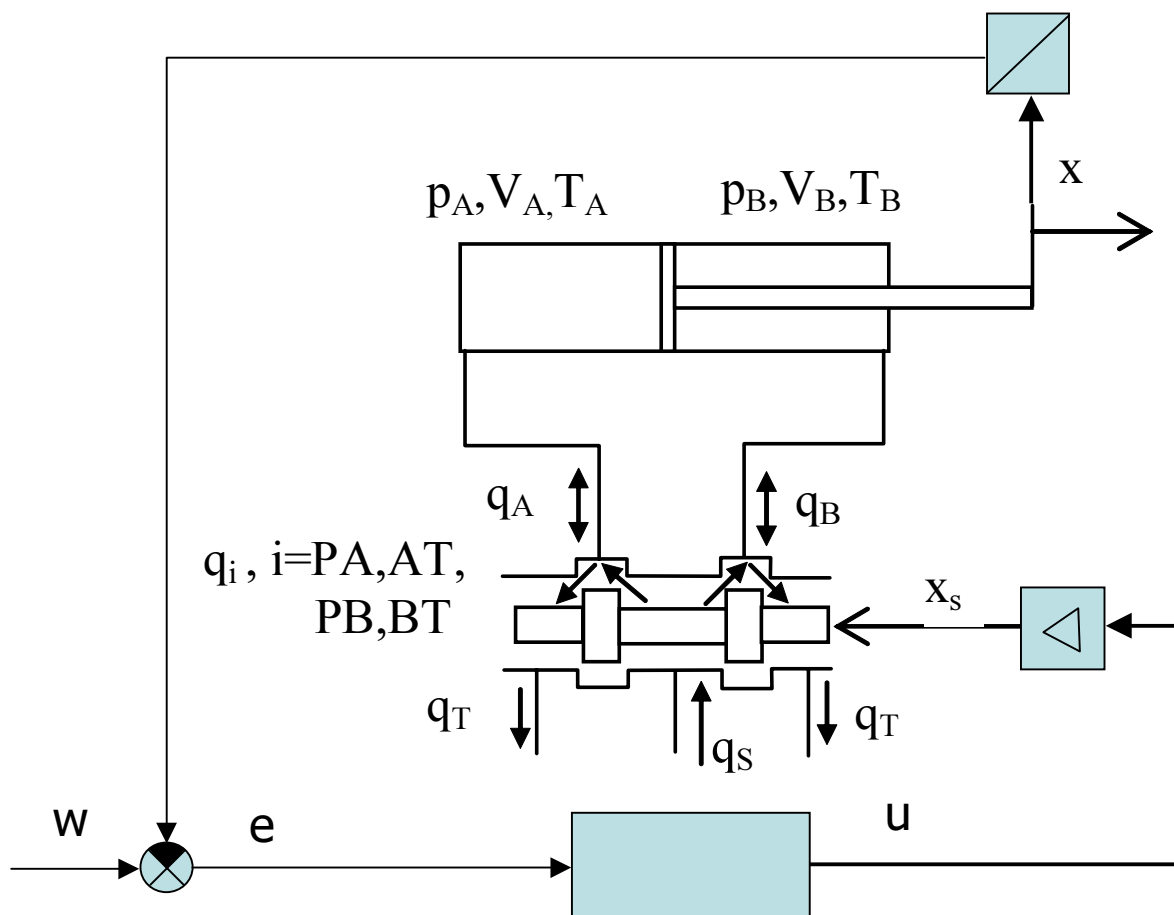 x
p_A,V_A,T_A
p_B,V_B,T_B
q_A
q_B
q_i , i=PA,AT,
PB,BT
x_s
q_T
q_S
q_T
w
e
u